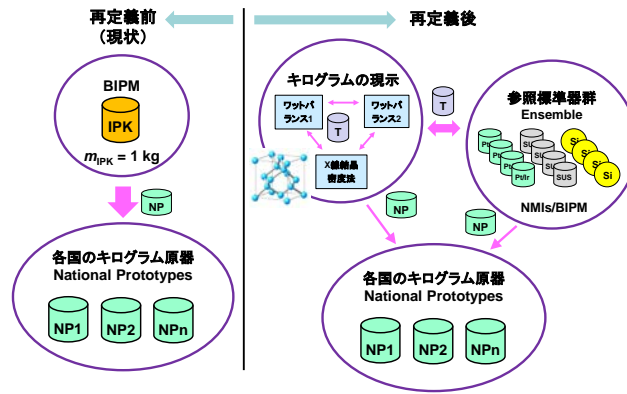 再定義前
(現状)
再定義後
BIPM
IPK
mIPK = 1 kg
NP
各国のキログラム原器
National Prototypes
NP1
NP2
NPn
キログラムの現示
ワットバ
ランス1
ワットバ
ランス2
T
X線結晶
密度法
T
参照標準器群
Ensemble
Pt/Ir
SUS
Si
Si
NMIs/BIPM
NP
NP
各国のキログラム原器
National Prototypes
NP1
NP2
NPn